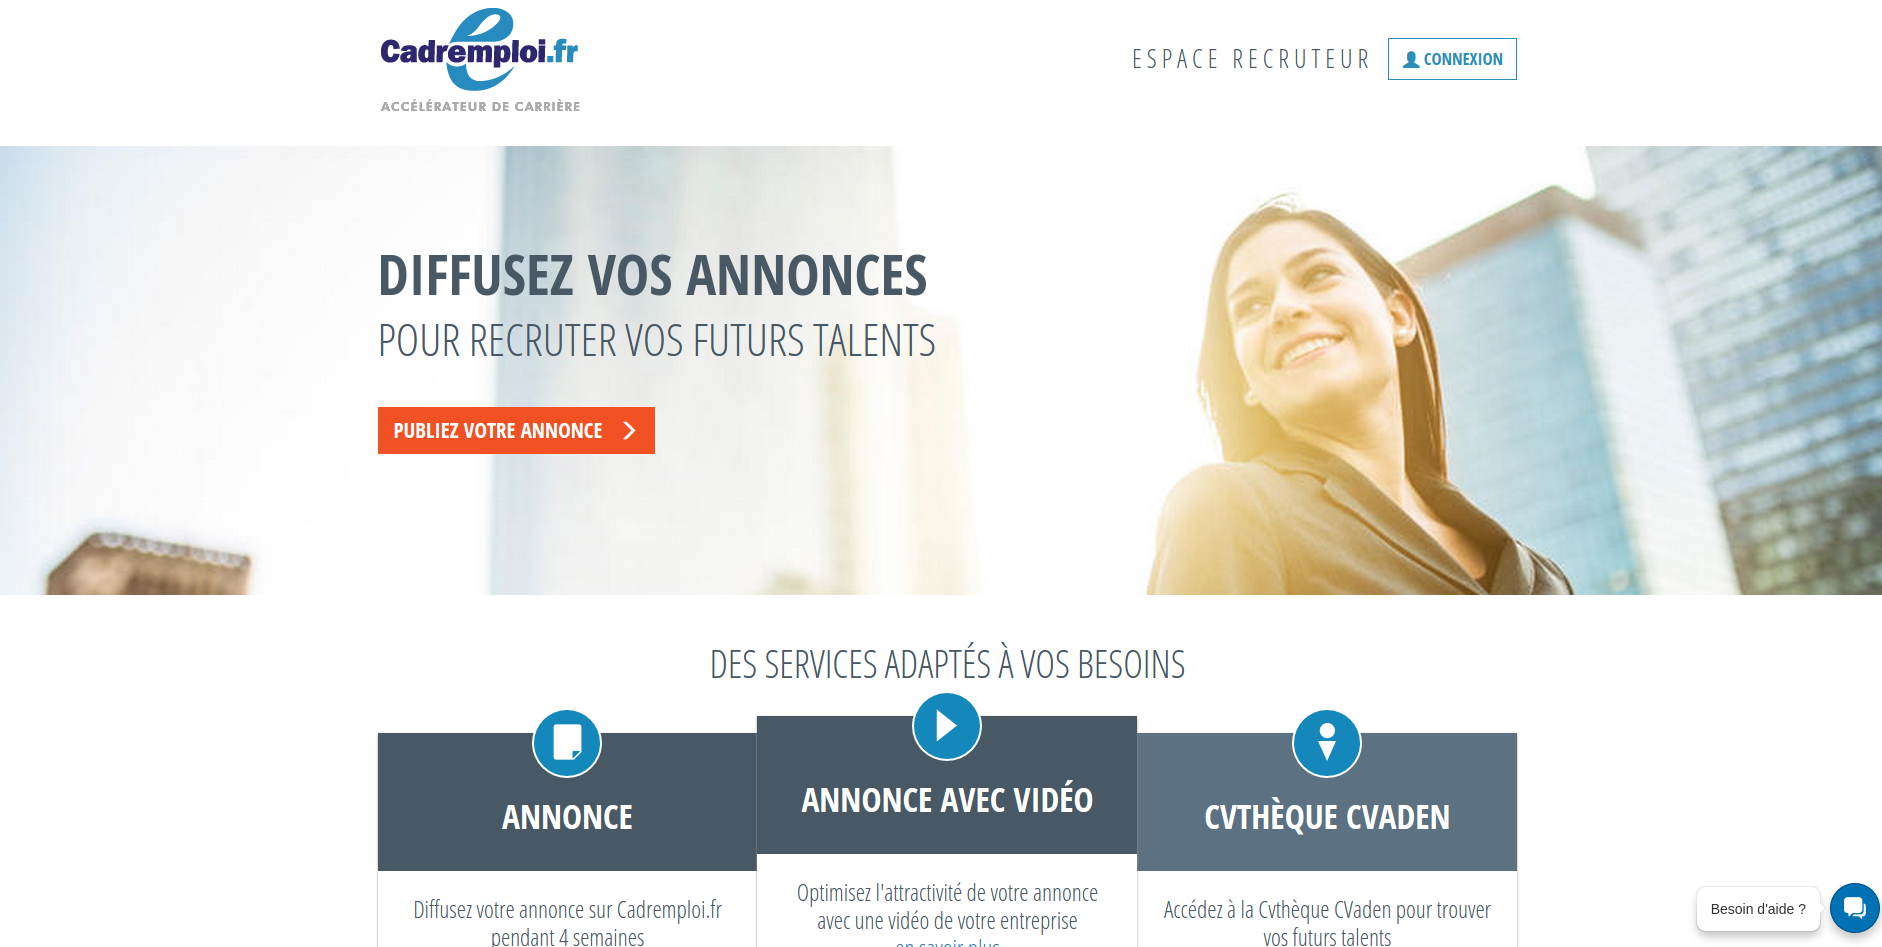 Cadremploi.fr
ACCÉLÉRATEUR DE CARRIÈRE
ESPACE RECRUTEUR
CONNEXION
DIFFUSEZ VOS ANNONCES
POUR RECRUTER VOS FUTURS TALENTS
PUBLIEZ VOTRE ANNONCE
DES SERVICES ADAPTÉS À VOS BESOINS
ANNONCE
Diffusez votre annonce sur Cadremploi.fr
pendant 4 semaines
ANNONCE AVEC VIDÉO
Optimisez l'attractivité de votre annonce
avec une vidéo de votre entreprise
en savoir plus
CVTHÈQUE CVADEN
Accédez à la Cvthèque CVaden pour trouver
vos futurs talents
Besoin d'aide ?